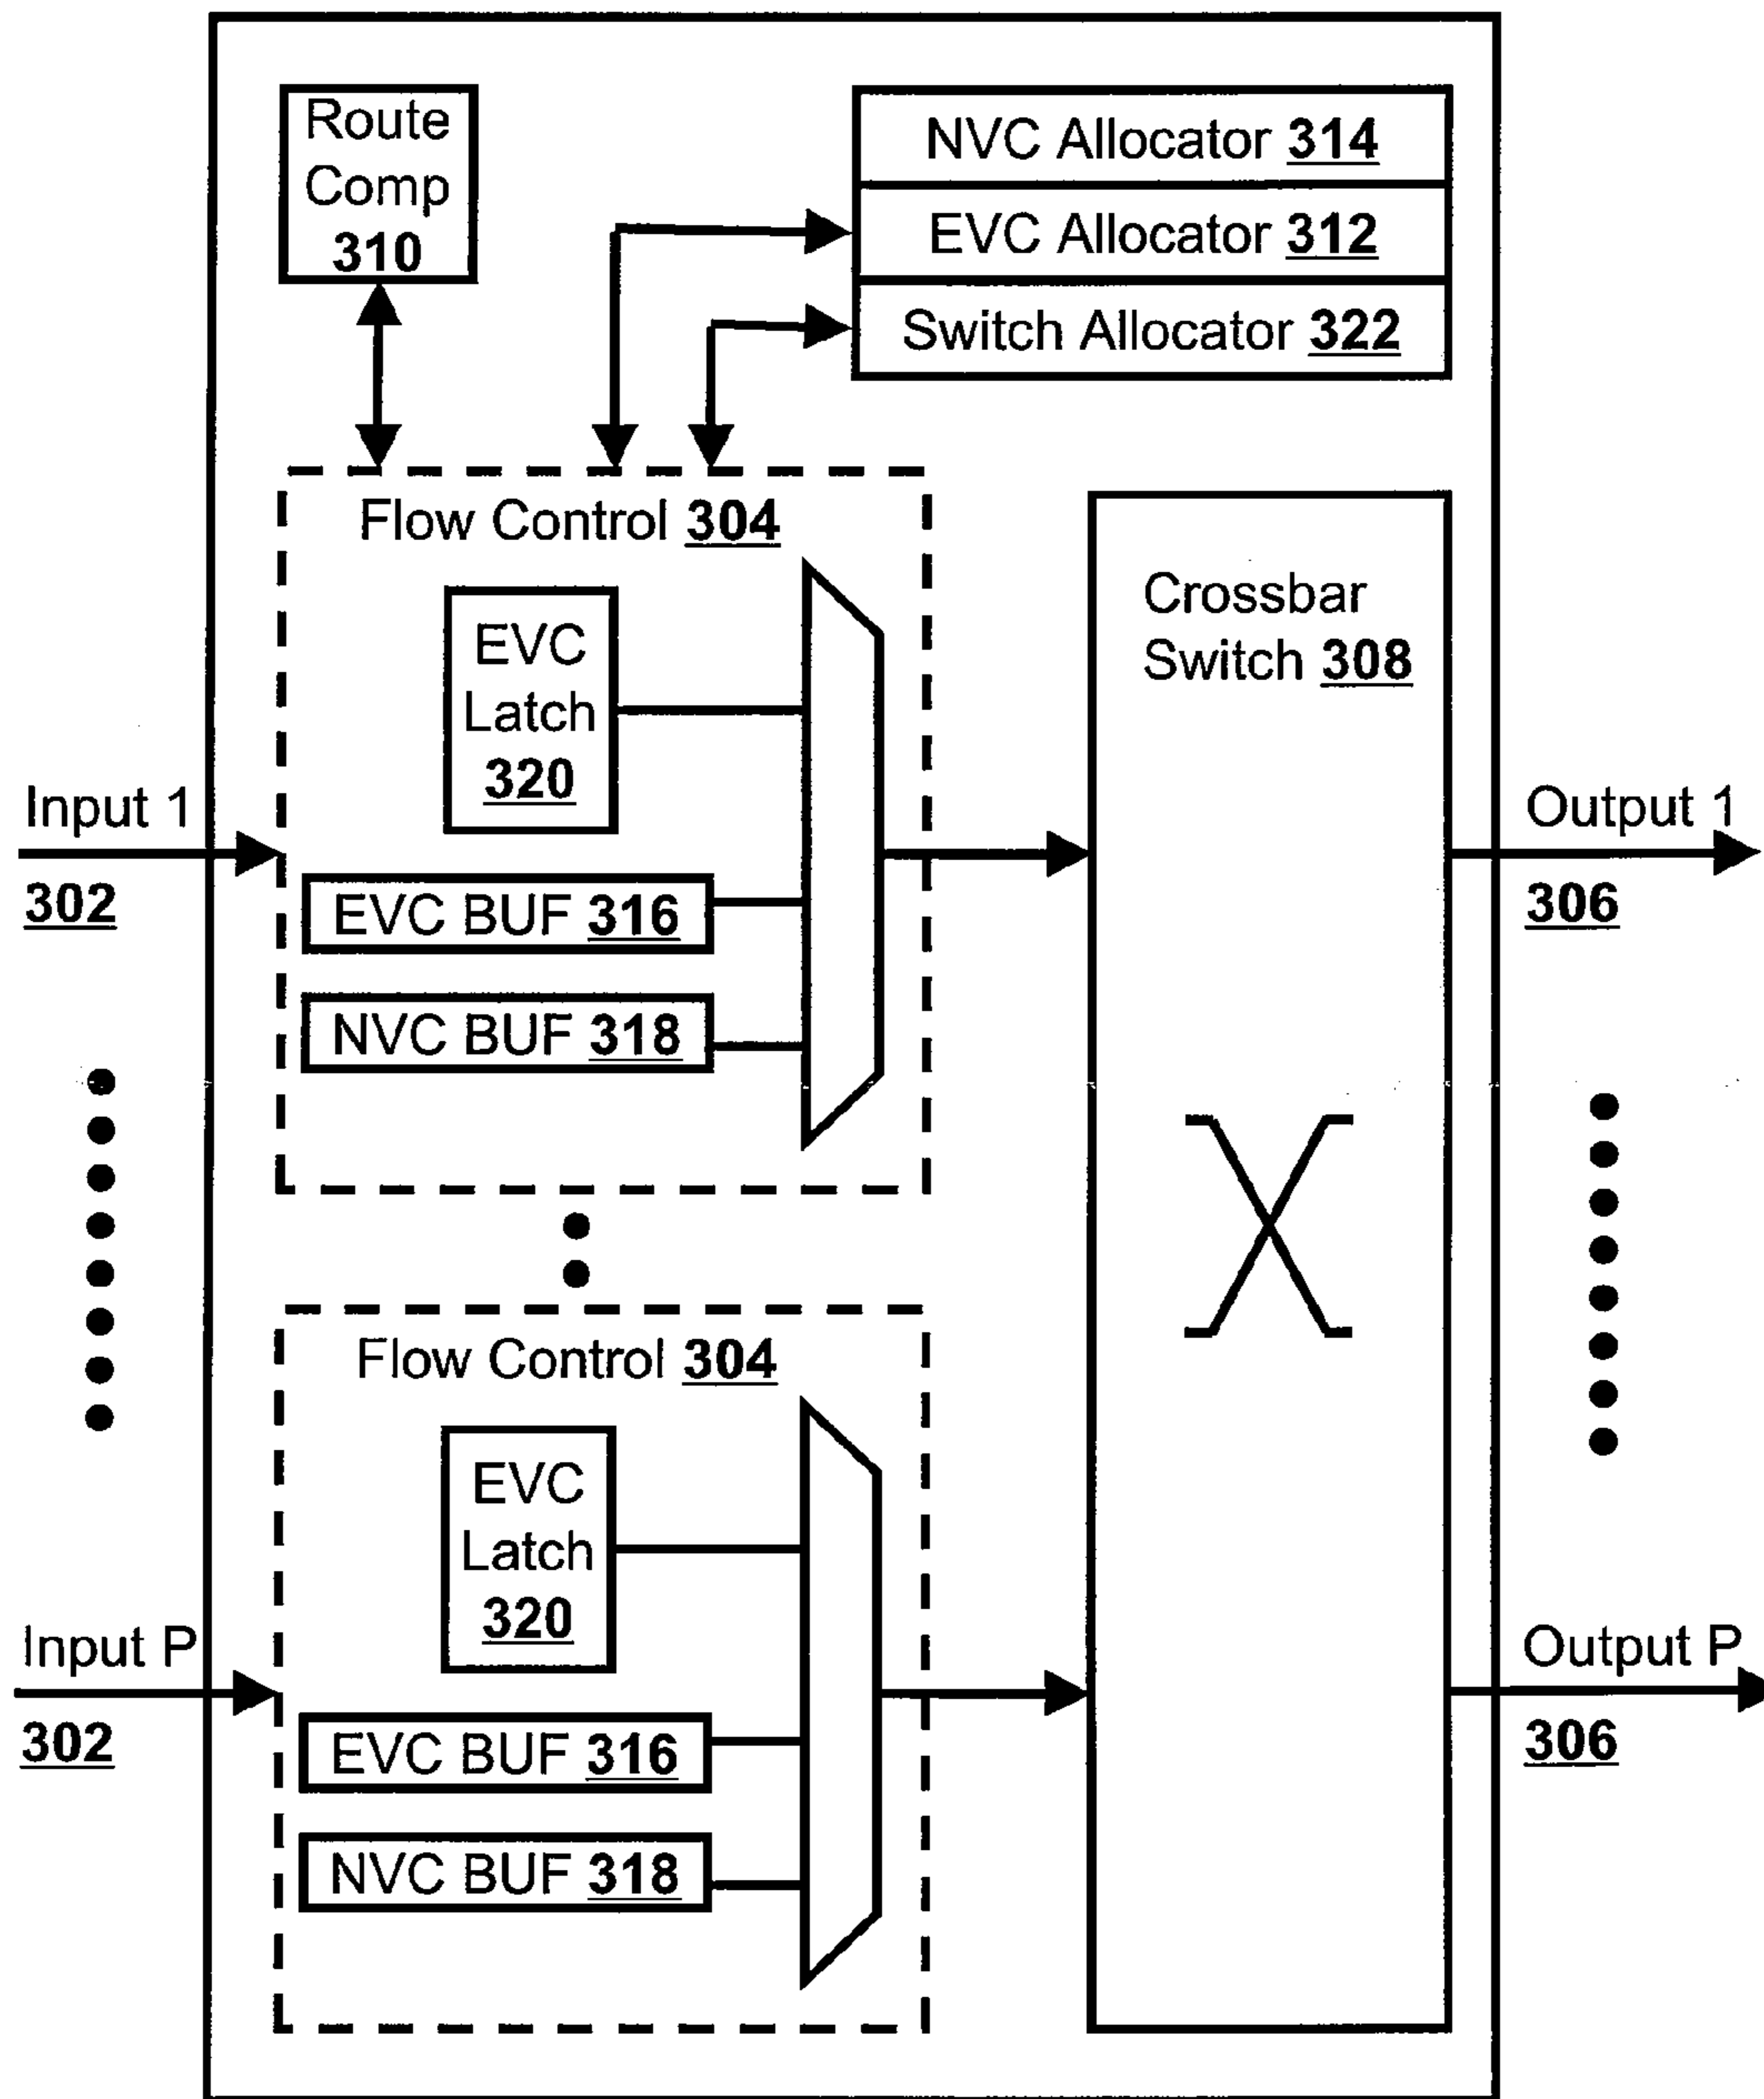 Route
Comp
310
NVC Allocator 314
EVC Allocator 312
Switch Allocator 322
Flow Control 304
EVC
Latch
320
EVC BUF 316
NVC BUF 318
Crossbar
Switch 308
Input 1
302
Output 1
306
Flow Control 304
EVC
Latch
320
EVC BUF 316
NVC BUF 318
Input P
302
Output P
306